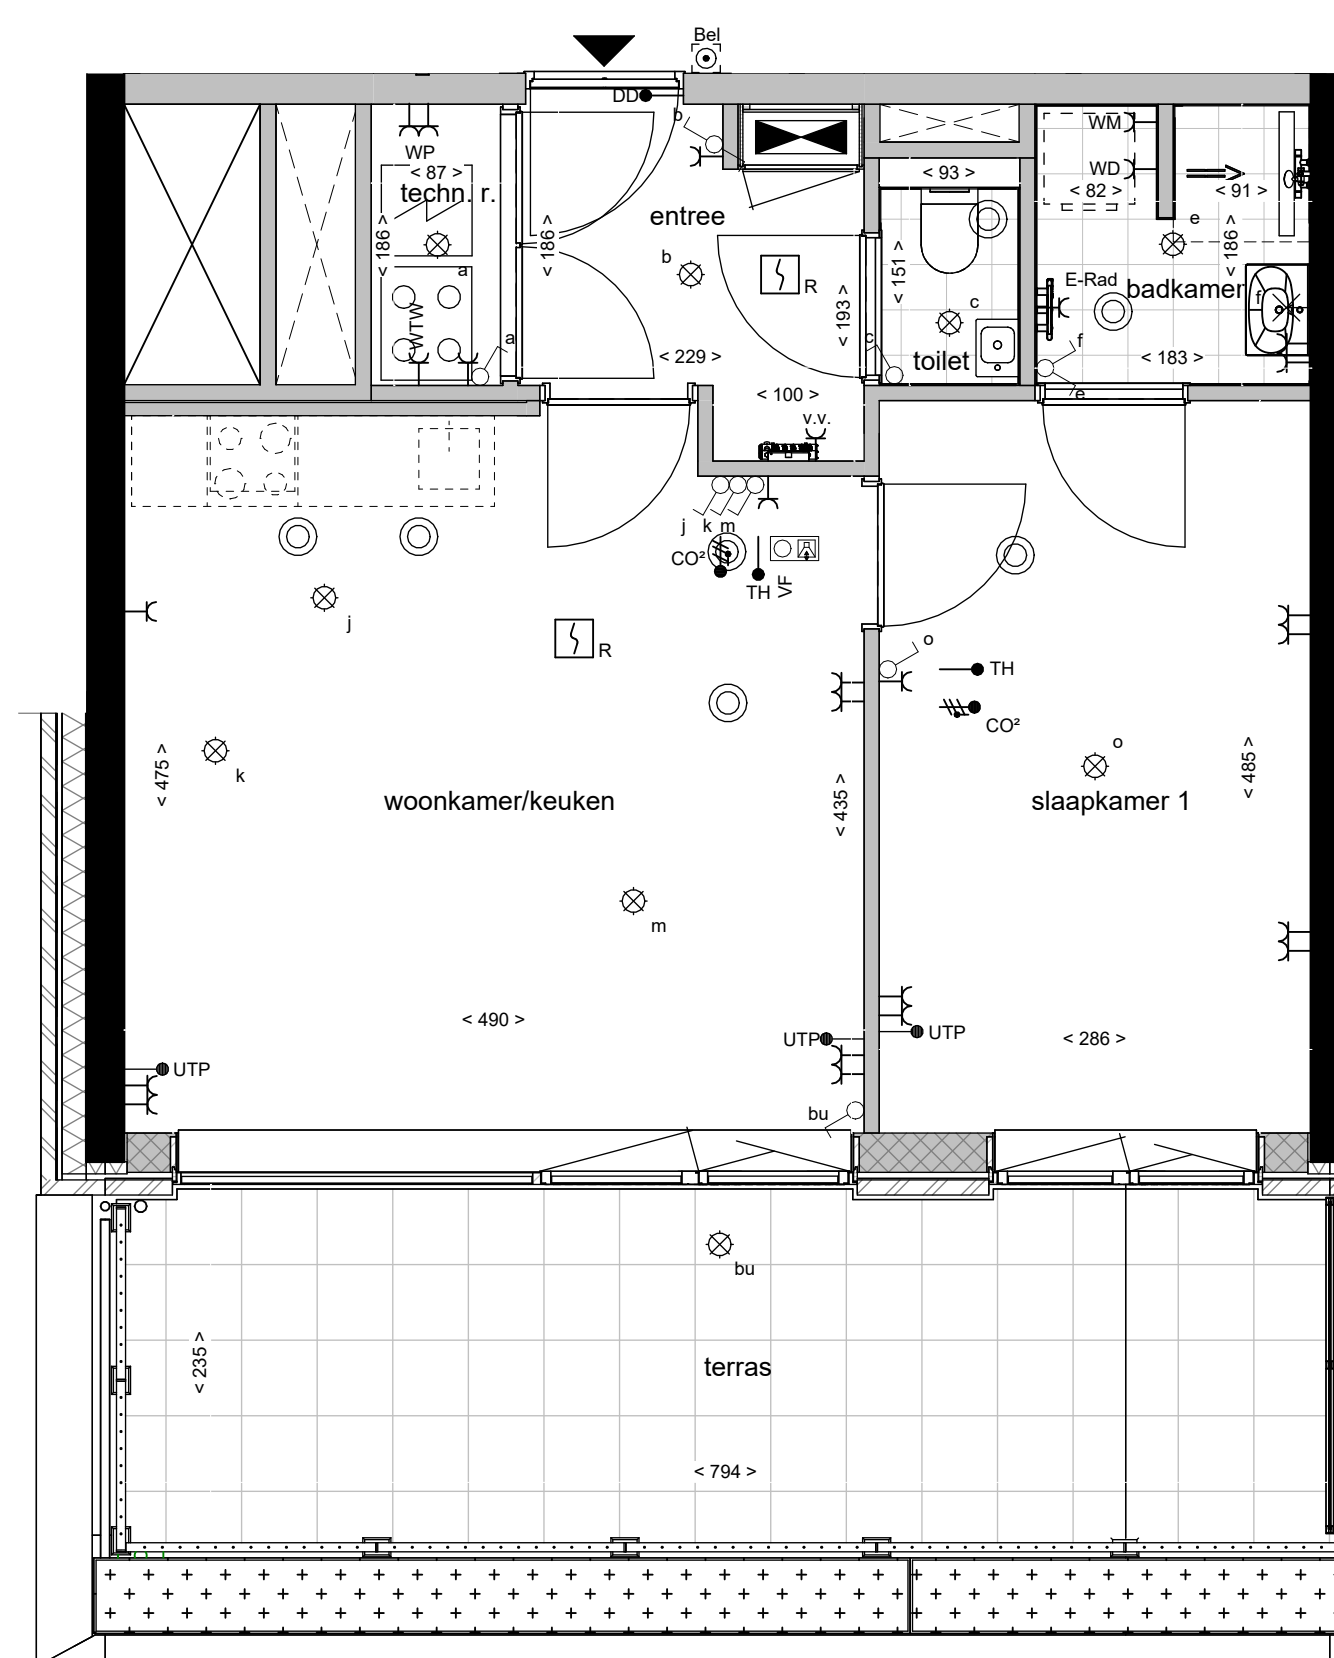 Bel
DD
b
WP
< 87 >
techn. r.
< 186 >
a
a
WTW
a
< 186 >
entree
b
R
< 193 >
< 229 >
< 100 >
v.v.
< 93 >
< 151 >
c
c
toilet
WM
WD
< 82 >
< 91 >
e
< 186 >
E-Rad
badkamer
f
f
< 183 >
e
j k m
CO²
TH
VF
j
R
o
TH
CO²
k
< 475 >
woonkamer/keuken
< 435 >
o
slaapkamer 1
< 485 >
m
< 490 >
UTP
UTP
< 286 >
UTP
bu
bu
< 235 >
terras
< 794 >